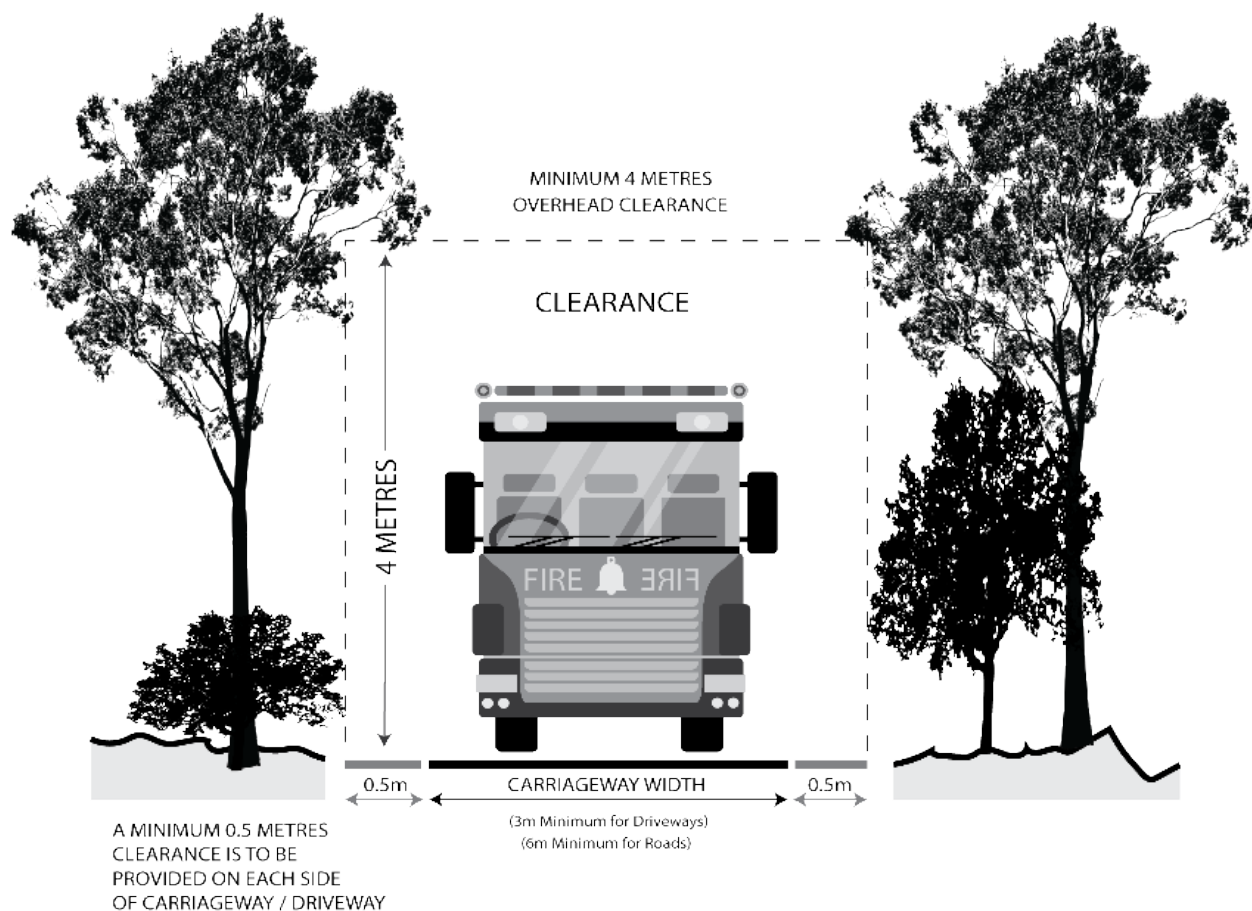 MINIMUM 4 METRES
OVERHEAD CLEARANCE
CLEARANCE
4 METRES
FIRE FIRE
0.5m
CARRIAGEWAY WIDTH
0.5m
(3m Minimum for Driveways)
(6m Minimum for Roads)
A MINIMUM 0.5 METRES
CLEARANCE IS TO BE
PROVIDED ON EACH SIDE
OF CARRIAGEWAY / DRIVEWAY